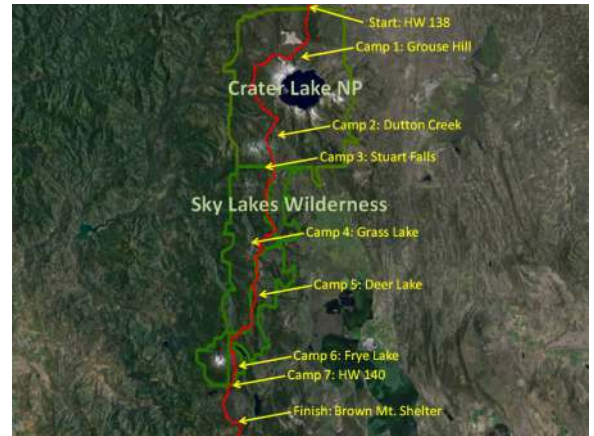 Start: HW 138
Camp 1: Grouse Hill
Crater Lake NP
Camp 2: Dutton Creek
Camp 3: Stuart Falls
Sky Lakes Wilderness
Camp 4: Grass Lake
Camp 5: Deer Lake
Camp 6: Frye Lake
Camp 7: HW 140
Finish: Brown Mt. Shelter